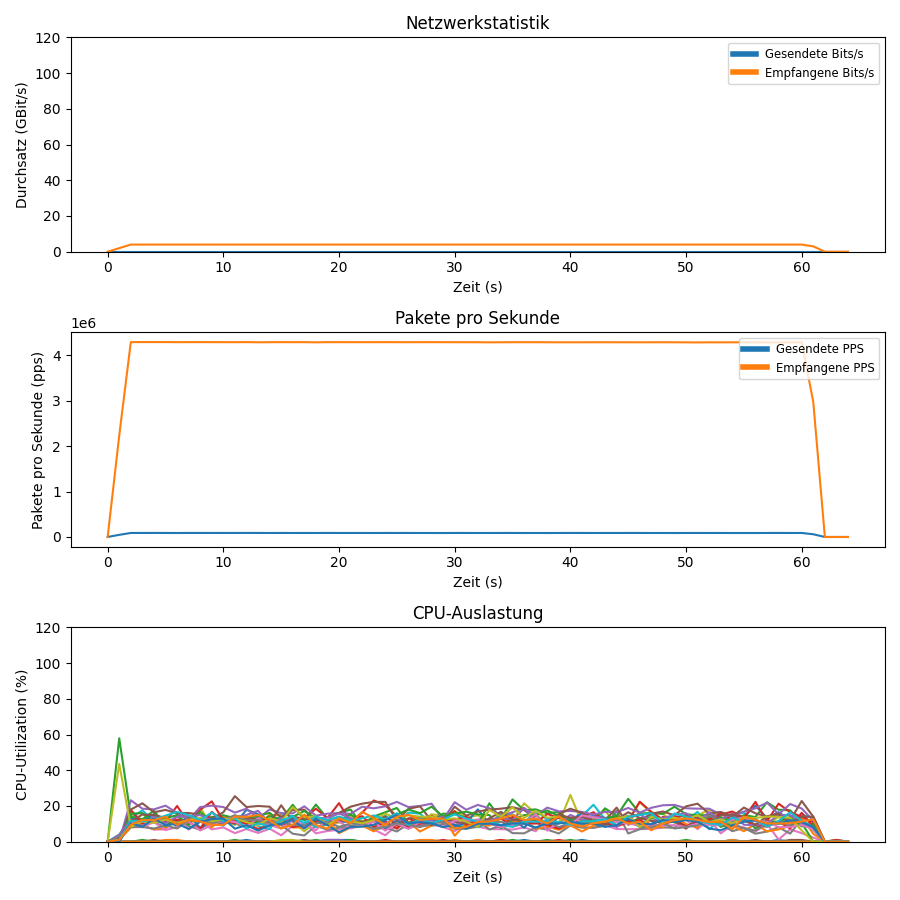 Netzwerkstatistik
120
100
80
60
40
20
0
Durchsatz (GBit/s)
Gesendete Bits/s
Empfangene Bits/s
0 10 20 30 40 50 60
Zeit (s)
Pakete pro Sekunde
1e6
4
3
2
1
0
Pakete pro Sekunde (pps)
Gesendete PPS
Empfangene PPS
0 10 20 30 40 50 60
Zeit (s)
CPU-Auslastung
120
100
80
60
40
20
0
CPU-Utilization (%)
0 10 20 30 40 50 60
Zeit (s)